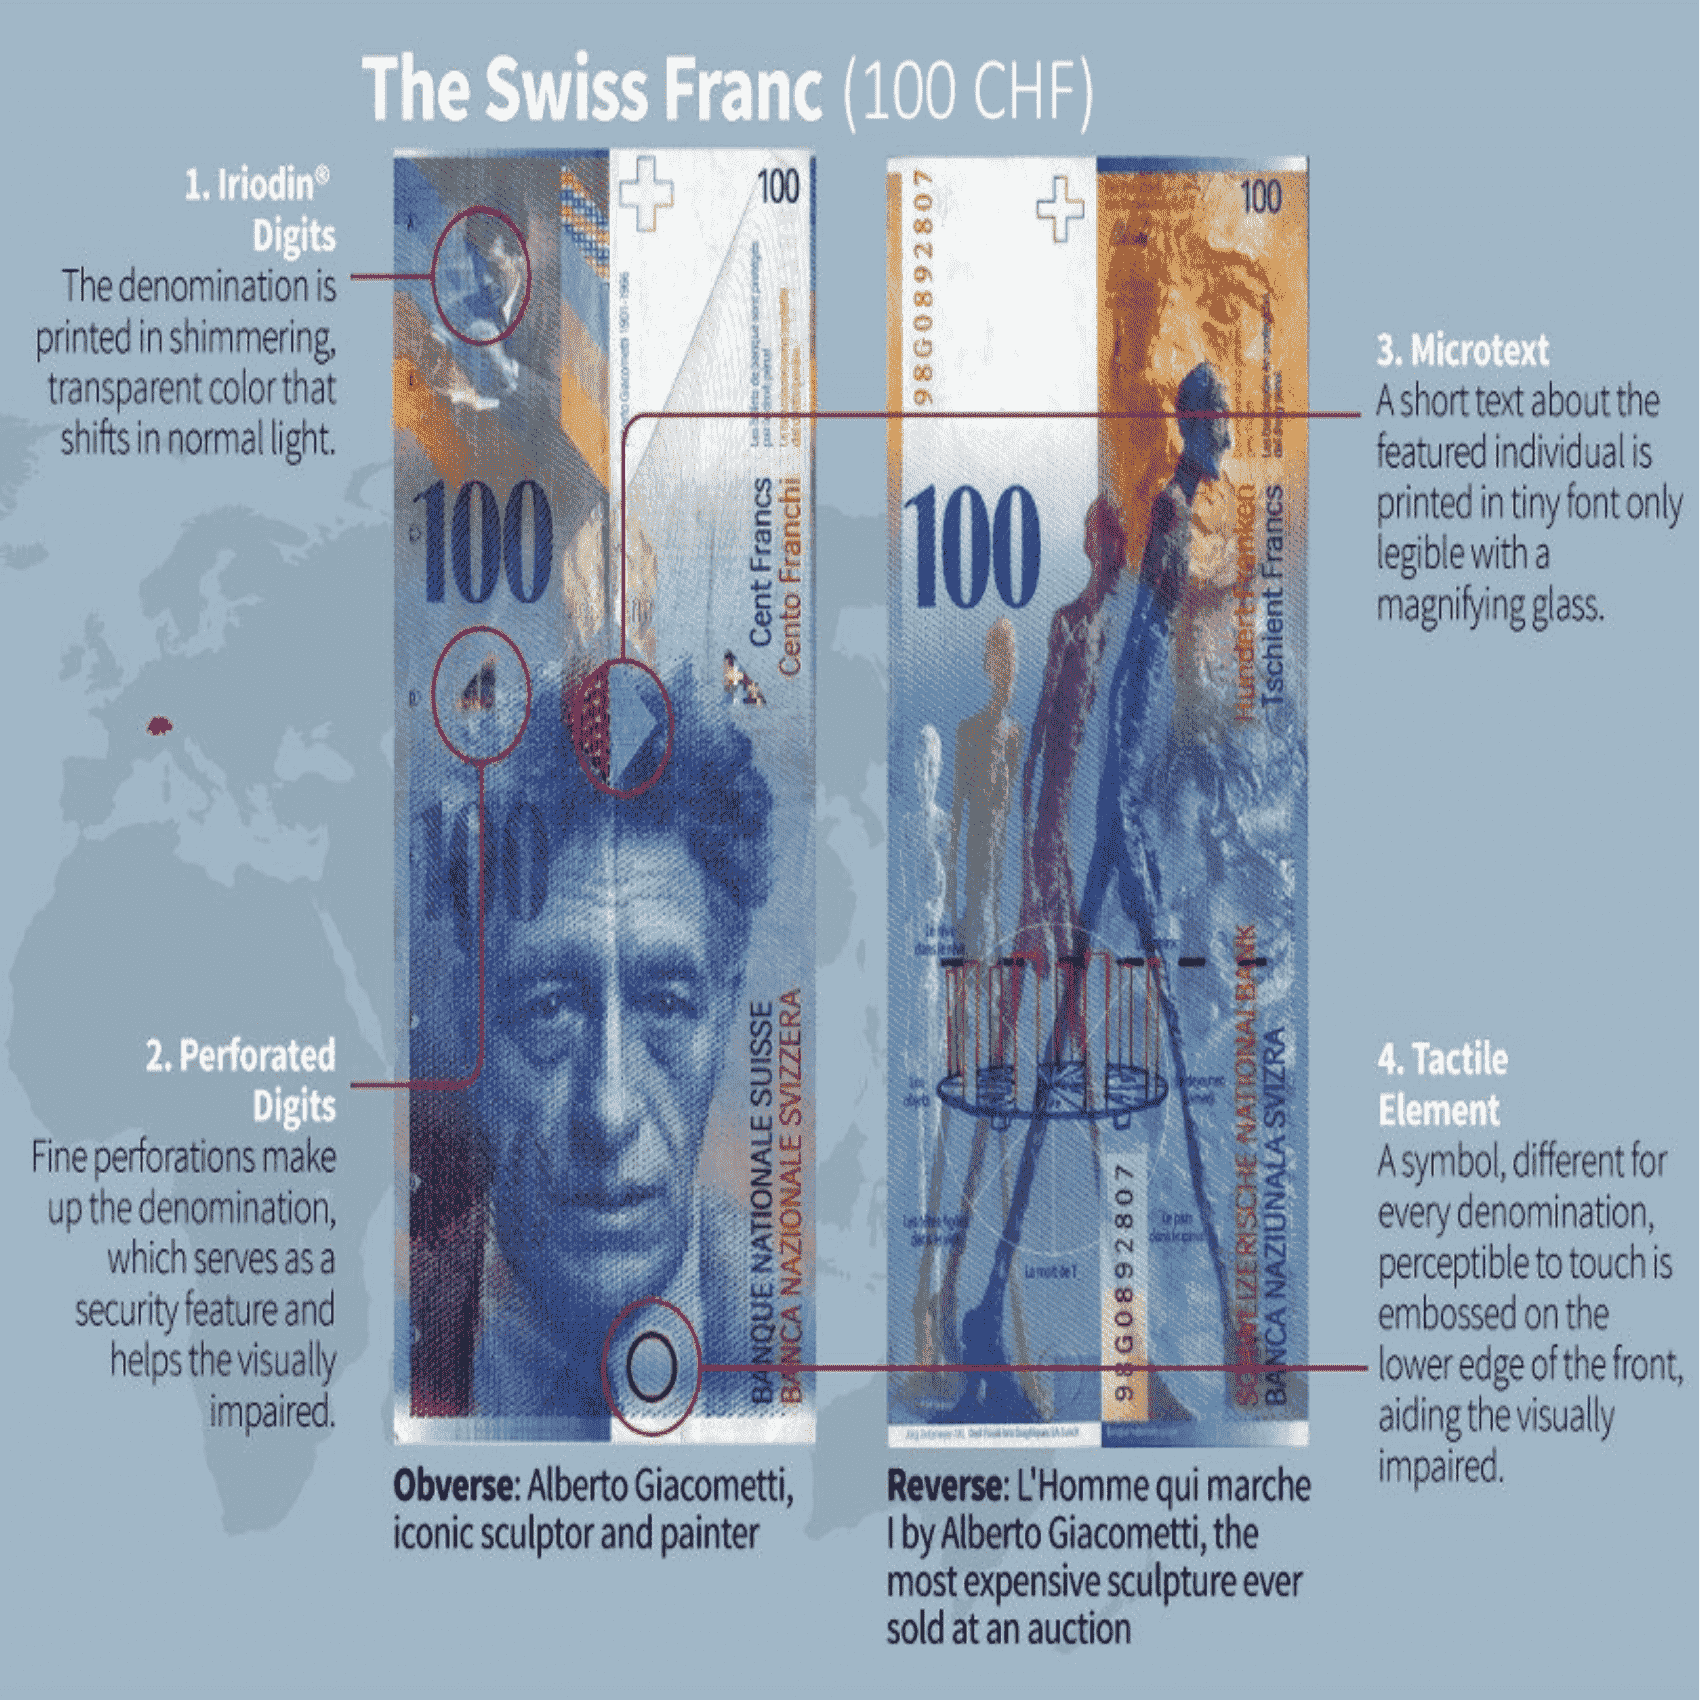 The Swiss Franc (100 CHF)
1. Iriodin®
Digits
The denomination is
printed in shimmering,
transparent color that
shifts in normal light.
2. Perforated
Digits
Fine perforations make
up the denomination,
which serves as a
security feature and
helps the visually
impaired.
100
100
100
Cent Francs
Cento Franchi
BANQUE NATIONALE SUISSE
BANCA NAZIONALE SVIZZERA
Obverse: Alberto Giacometti,
iconic sculptor and painter
98G0892807
100
100
Hundert Franken
Tschient Francs
SCHWEIZERISCHE NATIONALBANK
BANCA NAZIUNALA SVIZRA
98G0892807
La mort de T
Reverse: L'Homme qui marche
I by Alberto Giacometti, the
most expensive sculpture ever
sold at an auction
3. Microtext
A short text about the
featured individual is
printed in tiny font only
legible with a
magnifying glass.
4. Tactile
Element
A symbol, different for
every denomination,
perceptible to touch is
embossed on the
lower edge of the front,
aiding the visually
impaired.